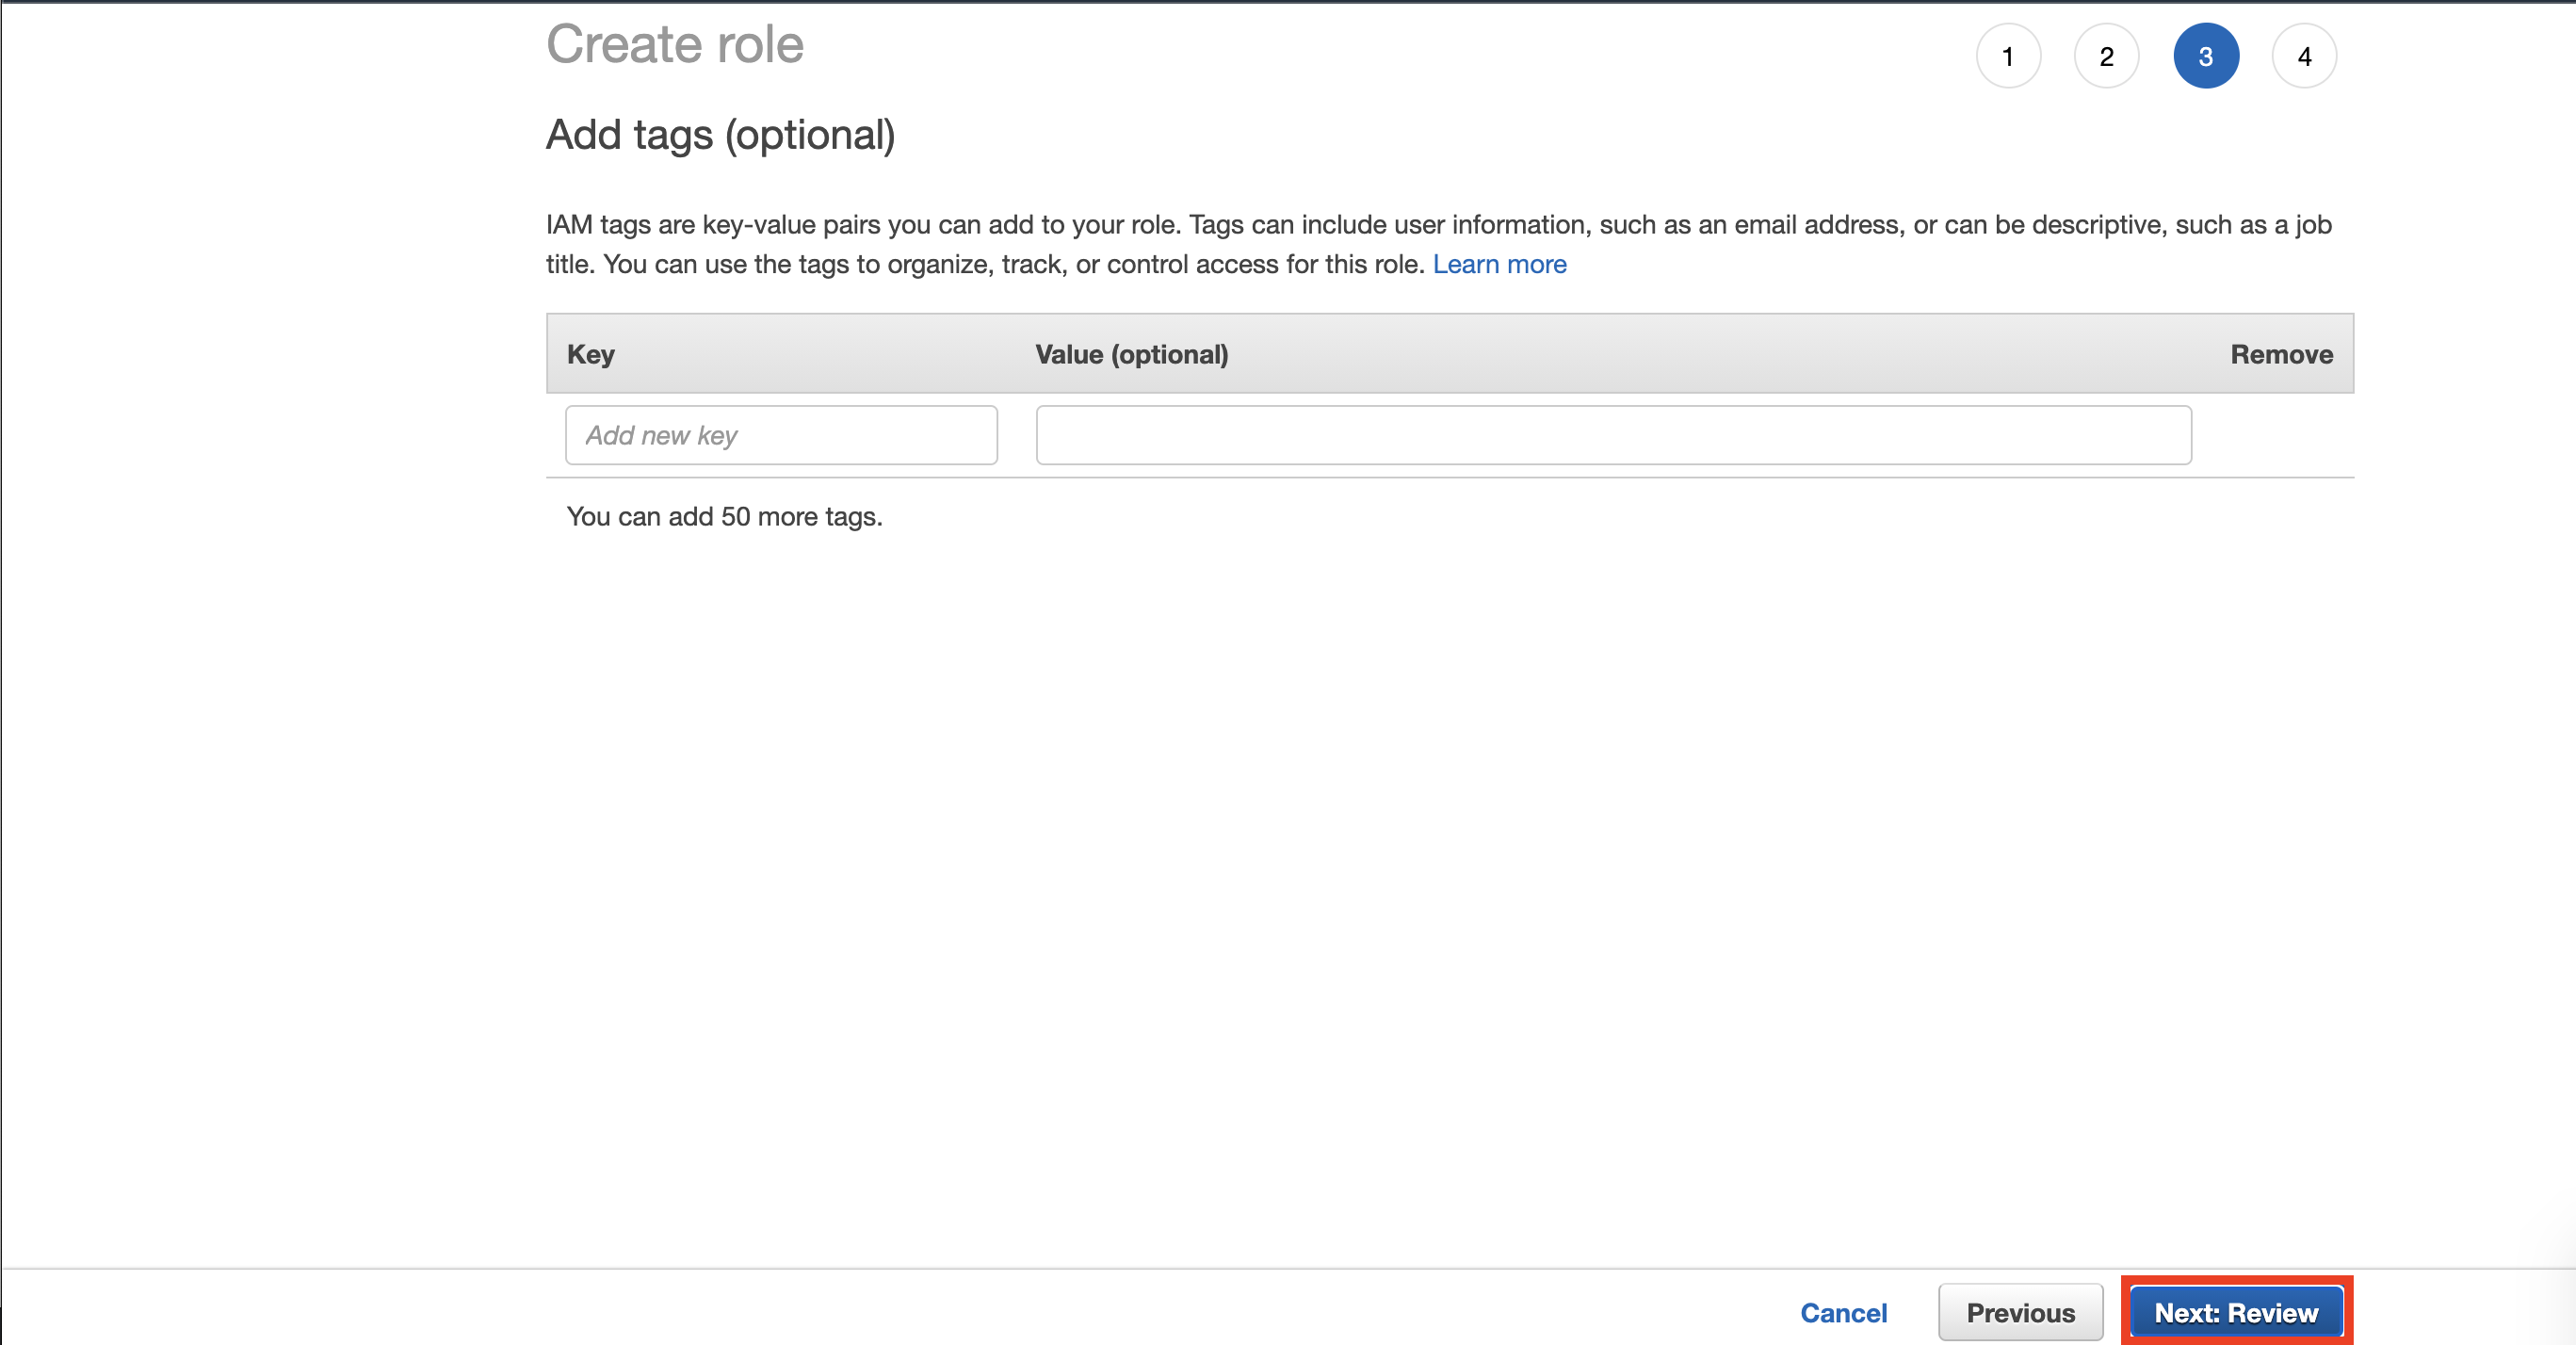 Create role
1 2 3 4
Add tags (optional)
IAM tags are key-value pairs you can add to your role. Tags can include user information, such as an email address, or can be descriptive, such as a job
title. You can use the tags to organize, track, or control access for this role. Learn more
Key Value (optional) Remove
Add new key
You can add 50 more tags.
Cancel Previous Next: Review